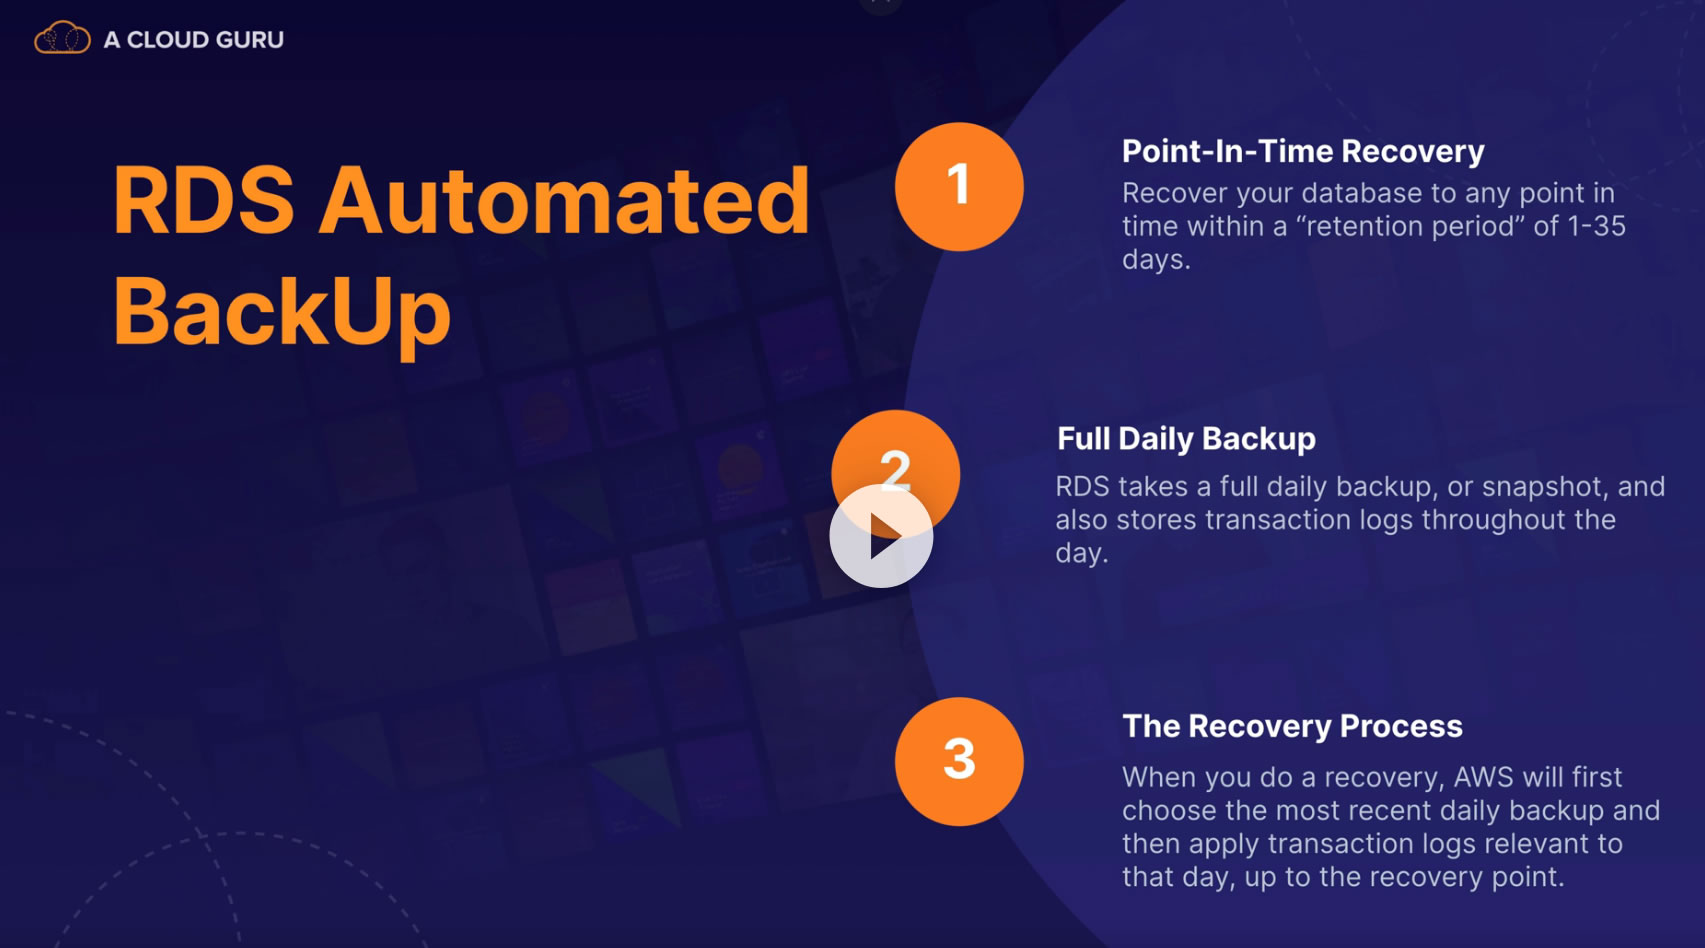 A CLOUD GURU
RDS Automated
BackUp
1
Point-In-Time Recovery
Recover your database to any point in
time within a “retention period” of 1-35
days.
2
Full Daily Backup
RDS takes a full daily backup, or snapshot, and
also stores transaction logs throughout the
day.
3
The Recovery Process
When you do a recovery, AWS will first
choose the most recent daily backup and
then apply transaction logs relevant to
that day, up to the recovery point.